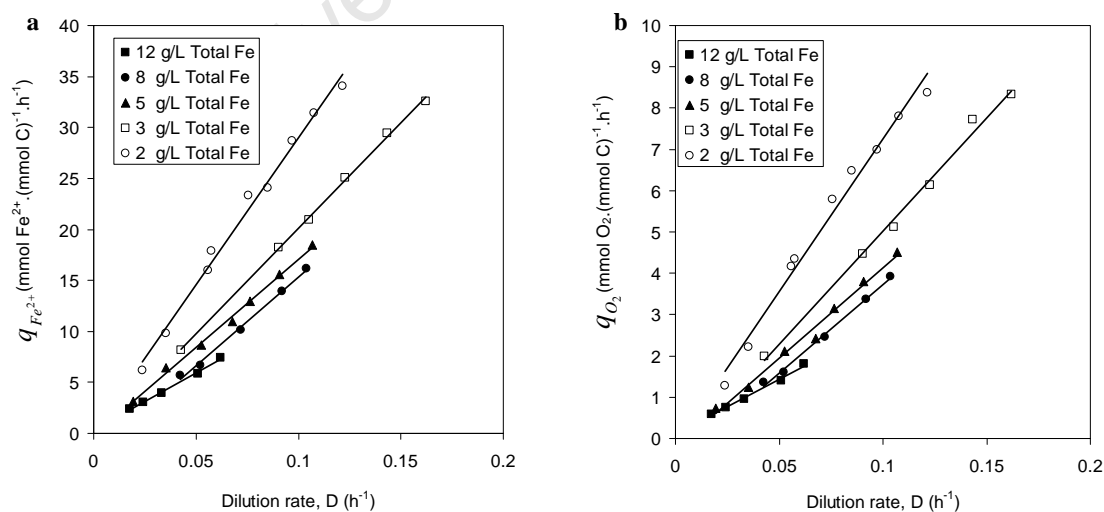 a
40
35
30
25
20
15
10
5
0
q Fe²⁺ (mmol Fe²⁺.(mmol C)⁻¹.h⁻¹)
12 g/L Total Fe
8 g/L Total Fe
5 g/L Total Fe
3 g/L Total Fe
2 g/L Total Fe
0 0.05 0.1 0.15 0.2
Dilution rate, D (h⁻¹)
b
10
9
8
7
6
5
4
3
2
1
0
q O₂ (mmol O₂.(mmol C)⁻¹.h⁻¹)
12 g/L Total Fe
8 g/L Total Fe
5 g/L Total Fe
3 g/L Total Fe
2 g/L Total Fe
0 0.05 0.1 0.15 0.2
Dilution rate, D (h⁻¹)